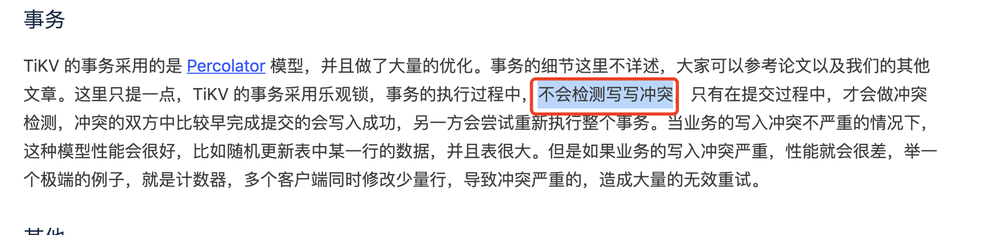 事务
TiKV 的事务采用的是 Percolator 模型，并且做了大量的优化。事务的细节这里不详述，大家可以参考论文以及我们的其他
文章。这里只提一点，TiKV 的事务采用乐观锁，事务的执行过程中，不会检测写写冲突，只有在提交过程中，才会做冲突
检测，冲突的双方中比较早完成提交的会写入成功，另一方会尝试重新执行整个事务。当业务的写入冲突不严重的情况下，
这种模型性能会很好，比如随机更新表中某一行的数据，并且表很大。但是如果业务的写入冲突严重，性能就会很差，举一
个极端的例子，就是计数器，多个客户端同时修改少量行，导致冲突严重的，造成大量的无效重试。
其他